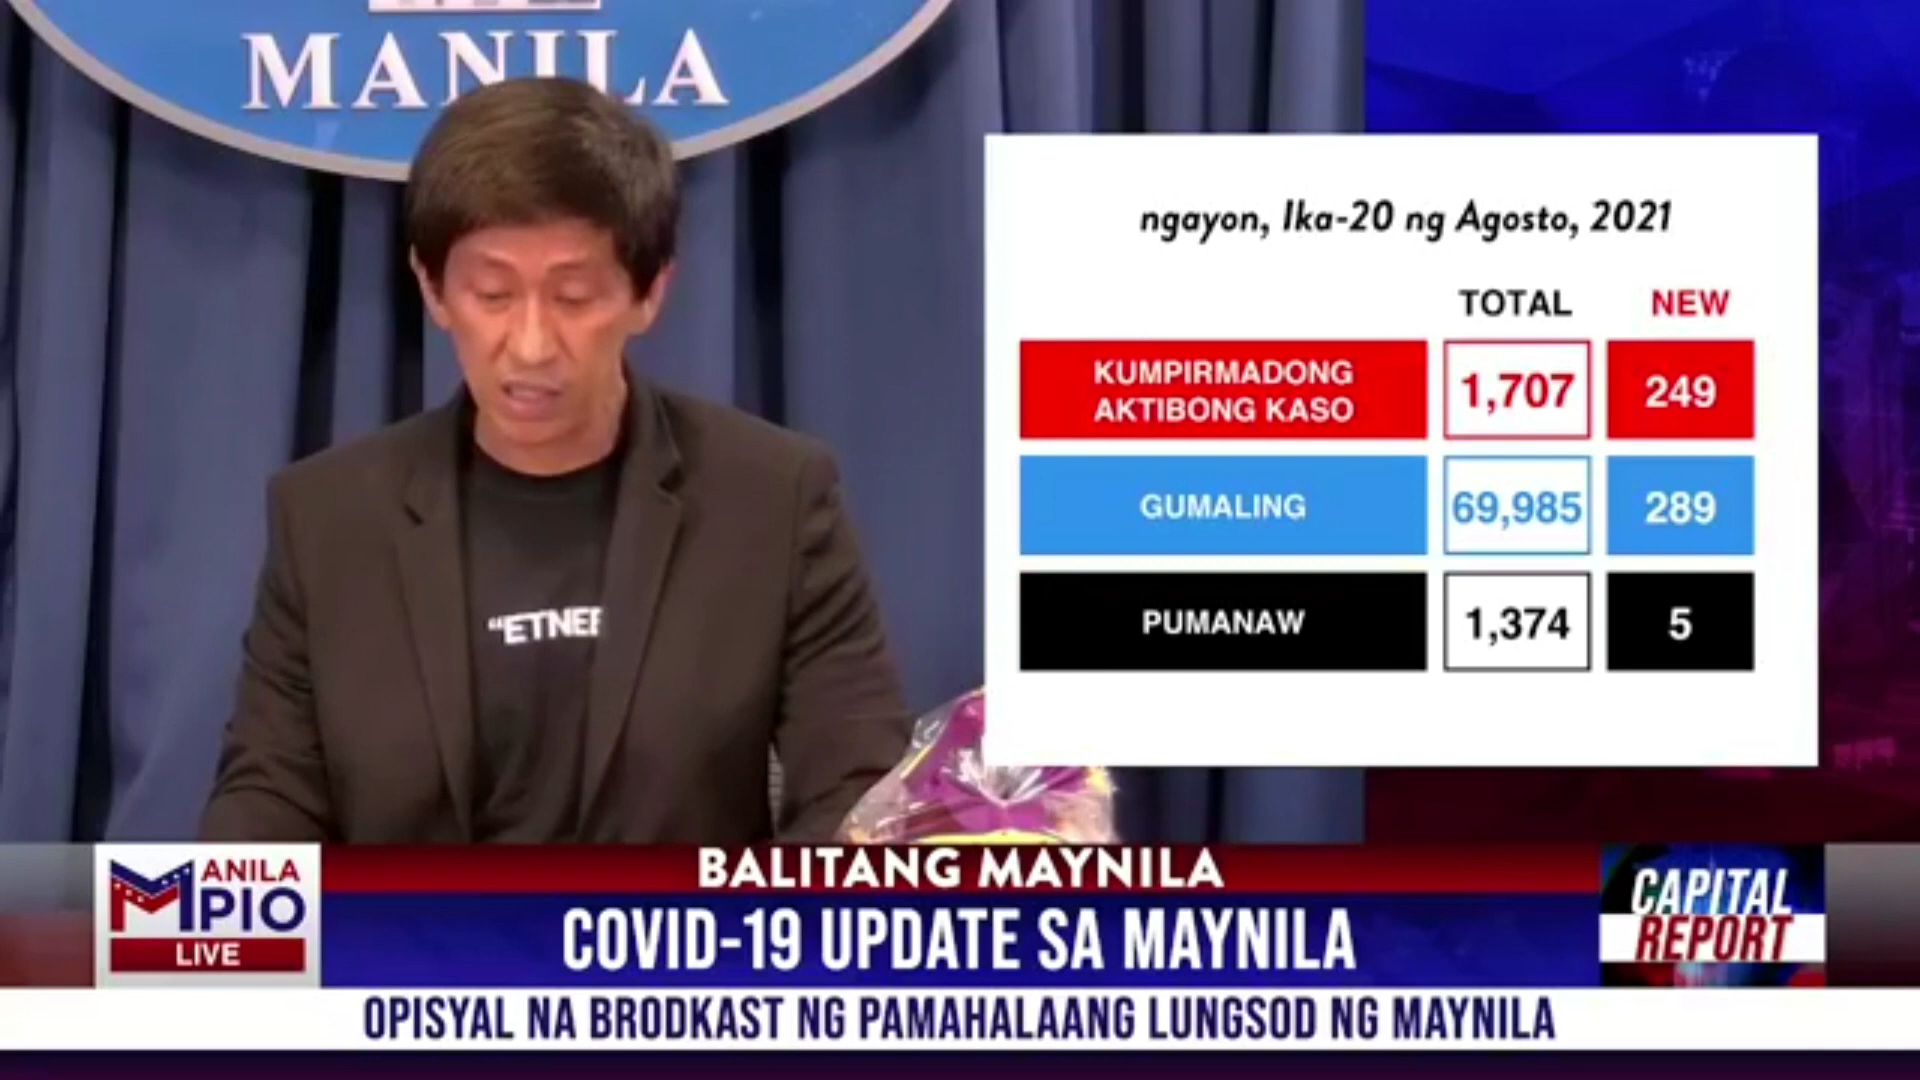 MANILA
"ETNEF
ngayon, Ika-20 ng Agosto, 2021
TOTAL NEW
KUMPIRMADONG
AKTIBONG KASO
1,707 249
GUMALING 69,985 289
PUMANAW 1,374 5
MANILA
PIO
LIVE
BALITANG MAYNILA
COVID-19 UPDATE SA MAYNILA
CAPITAL
REPORT
OPISYAL NA BRODKAST NG PAMAHALAANG LUNGSOD NG MAYNILA